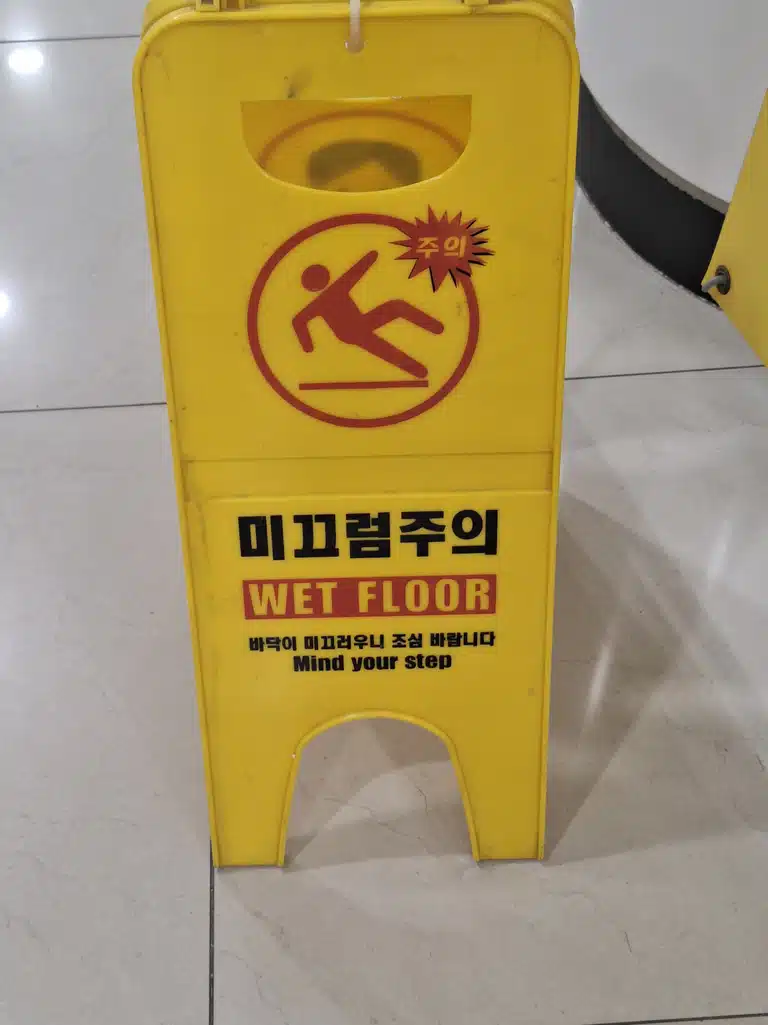 주의
미끄럼주의
WET FLOOR
바닥이 미끄러우니 조심 바랍니다
Mind your step